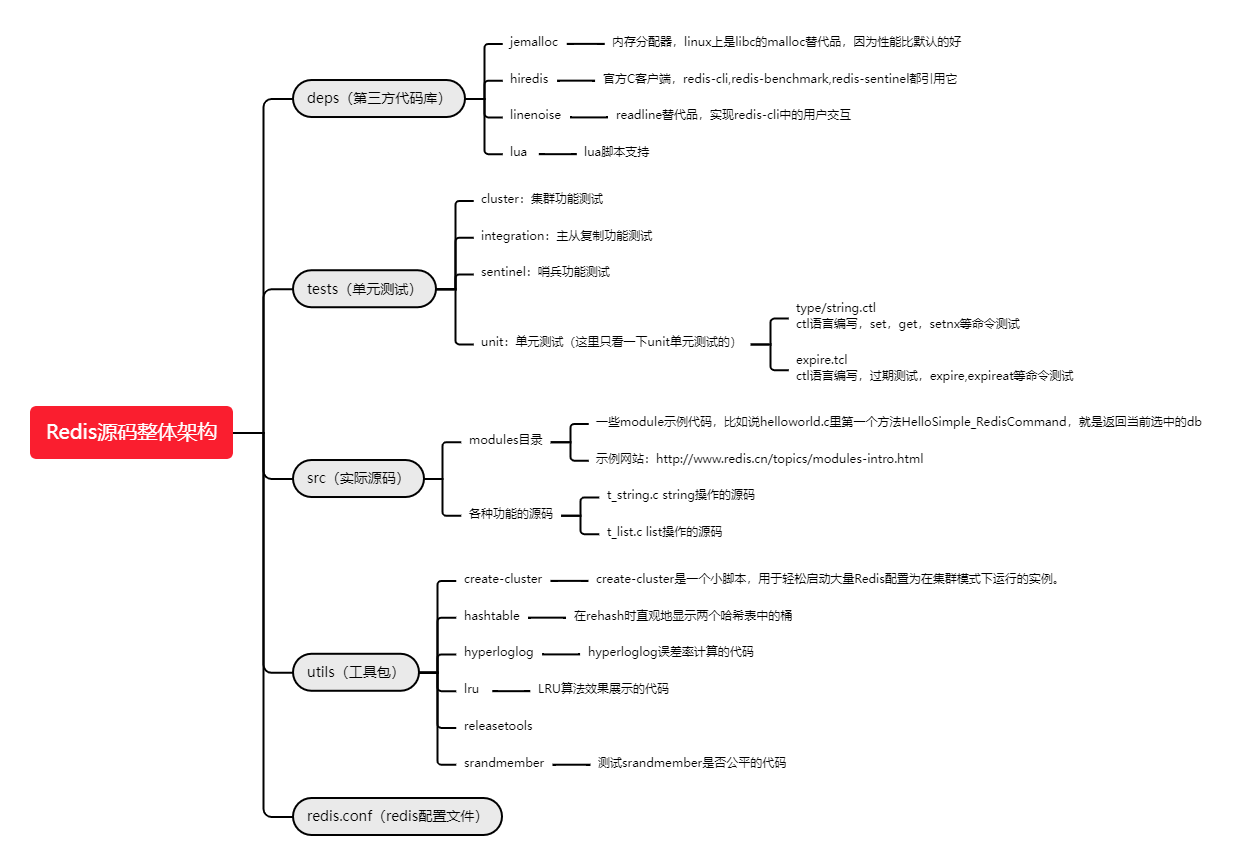 Redis源码整体架构
deps（第三方代码库）
jemalloc
内存分配器，linux上是libc的malloc替代品，因为性能比默认的好
hiredis
官方C客户端，redis-cli,redis-benchmark,redis-sentinel都引用它
linenoise
readline替代品，实现redis-cli中的用户交互
lua
lua脚本支持
tests（单元测试）
cluster：集群功能测试
integration：主从复制功能测试
sentinel：哨兵功能测试
unit：单元测试（这里只看一下unit单元测试的）
type/string.ctl
ctl语言编写，set，get，setnx等命令测试
expire.tcl
ctl语言编写，过期测试，expire,expireat等命令测试
src（实际源码）
modules目录
一些module示例代码，比如说helloworld.c里第一个方法HelloSimple_RedisCommand，就是返回当前选中的db
示例网站：http://www.redis.cn/topics/modules-intro.html
各种功能的源码
t_string.c string操作的源码
t_list.c list操作的源码
utils（工具包）
create-cluster
create-cluster是一个小脚本，用于轻松启动大量Redis配置为在集群模式下运行的实例。
hashtable
在rehash时直观地显示两个哈希表中的桶
hyperloglog
hyperloglog误差率计算的代码
lru
LRU算法效果展示的代码
releasetools
srandmember
测试srandmember是否公平的代码
redis.conf（redis配置文件）